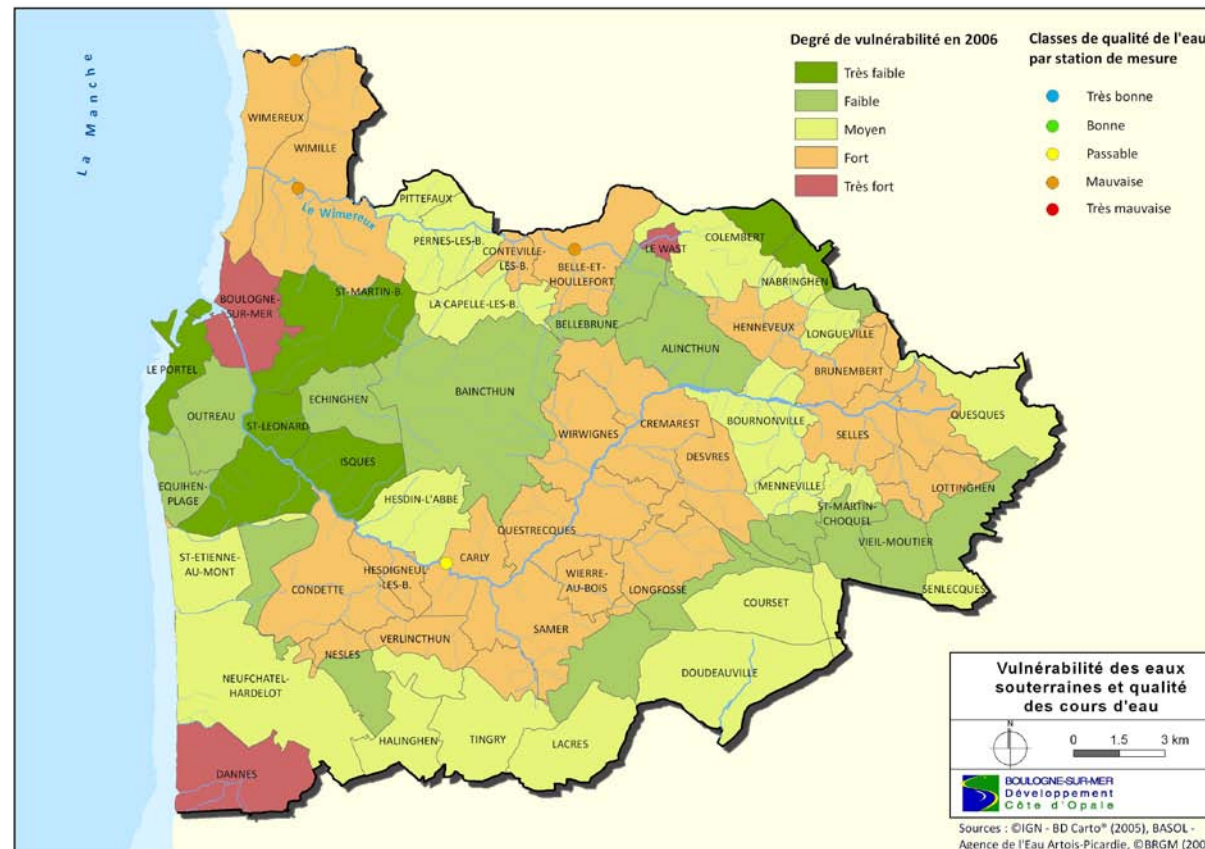 La Manche
Degré de vulnérabilité en 2006
Très faible
Faible
Moyen
Fort
Très fort
Classes de qualité de l'eau
par station de mesure
Très bonne
Bonne
Passable
Mauvaise
Très mauvaise
WIMEREUX
WIMILLE
Le Wimereux
PITTEFAUX
PERNES-LES-B.
CONTEVILLE-
LES-B.
BELLE-ET-
HOULLEFORT
LE WAST
COLEMBERT
NABRINGHEN
BOULOGNE-
SUR-MER
ST-MARTIN-B.
LA CAPELLE-LES-B.
BELLEBRUNE
HENNEVEUX
LONGUEVILLE
ALINCTHUN
BRUNEMBERT
LE PORTEL
OUTREAU
ECHINGHEN
BAINCTHUN
ST-LEONARD
WIRWIGNES
CREMAREST
BOURNONVILLE
QUESQUES
SELLES
DESVRES
ISQUES
EQUIHEN-
PLAGE
HESDIN-L'ABBE
MENNEVILLE
LOTTINGHEN
ST-MARTIN-
CHOQUEL
QUESTRECQUES
VIEIL-MOUTIER
ST-ETIENNE-
AU-MONT
CARLY
HESDIGNEUL-
LES-B.
CONDETTE
WIERRE-
AU-BOIS
LONGFOSSE
SENLECQUES
COURSET
SAMER
VERLINCTHUN
NESLES
DOUDEAUVILLE
NEUFCHATEL-
HARDELOT
HALINGHEN
TINGRY
LACRES
DANNES
Vulnérabilité des eaux
souterraines et qualité
des cours d'eau
N
0 1.5 3 km
BOULOGNE-SUR-MER
Développement
Côte d'Opale
Sources : ©IGN - BD Carto® (2005), BASOL -
Agence de l'Eau Artois-Picardie, ©BRGM (200